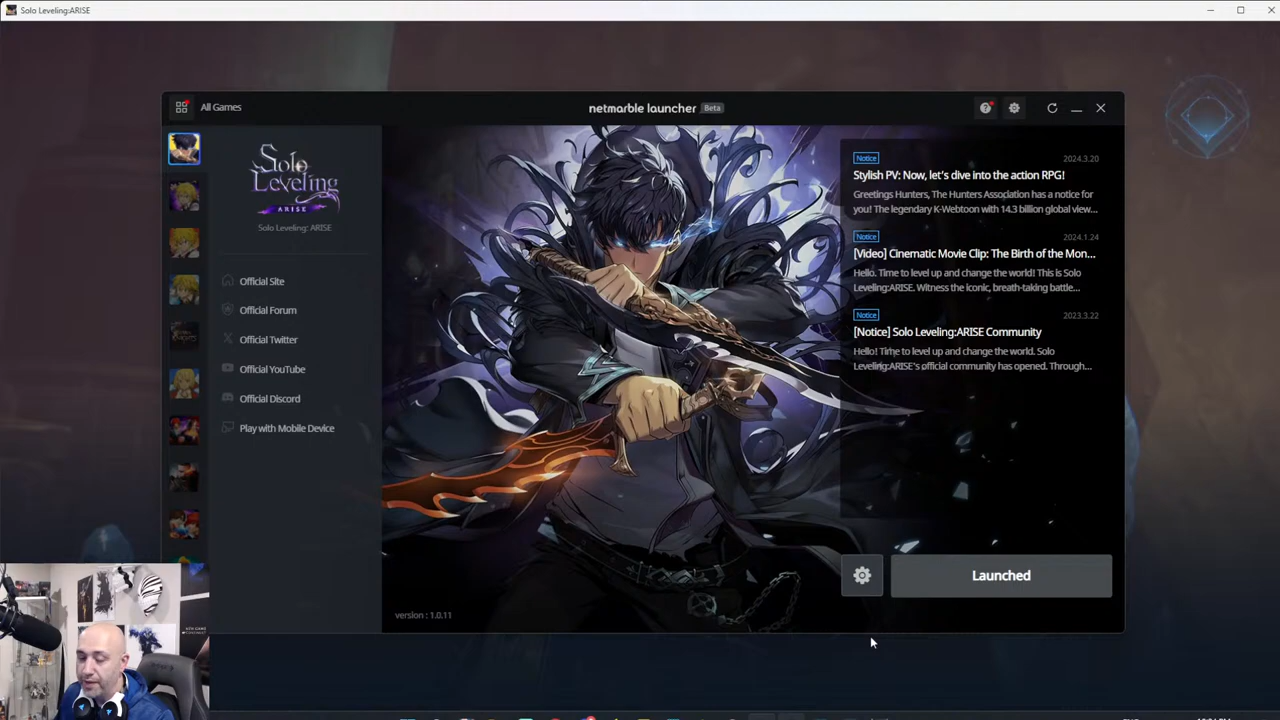 Solo Leveling:ARISE
All Games
netmarble launcher Beta
Solo
Leveling
ARISE
Solo Leveling: ARISE
Official Site
Official Forum
Official Twitter
Official YouTube
Official Discord
Play with Mobile Device
Notice 2024.3.20
Stylish PV: Now, let's dive into the action RPG!
Greetings Hunters, The Hunters Association has a notice for
you! The legendary K-Webtoon with 14.3 billion global view...
Notice 2024.1.24
[Video] Cinematic Movie Clip: The Birth of the Mon...
Hello. Time to level up and change the world! This is Solo
Leveling:ARISE. Witness the iconic, breath-taking battle...
Notice 2023.3.22
[Notice] Solo Leveling:ARISE Community
Hello! Time to level up and change the world. Solo
Leveling:ARISE's official community has opened. Through...
Launched
version : 1.0.11